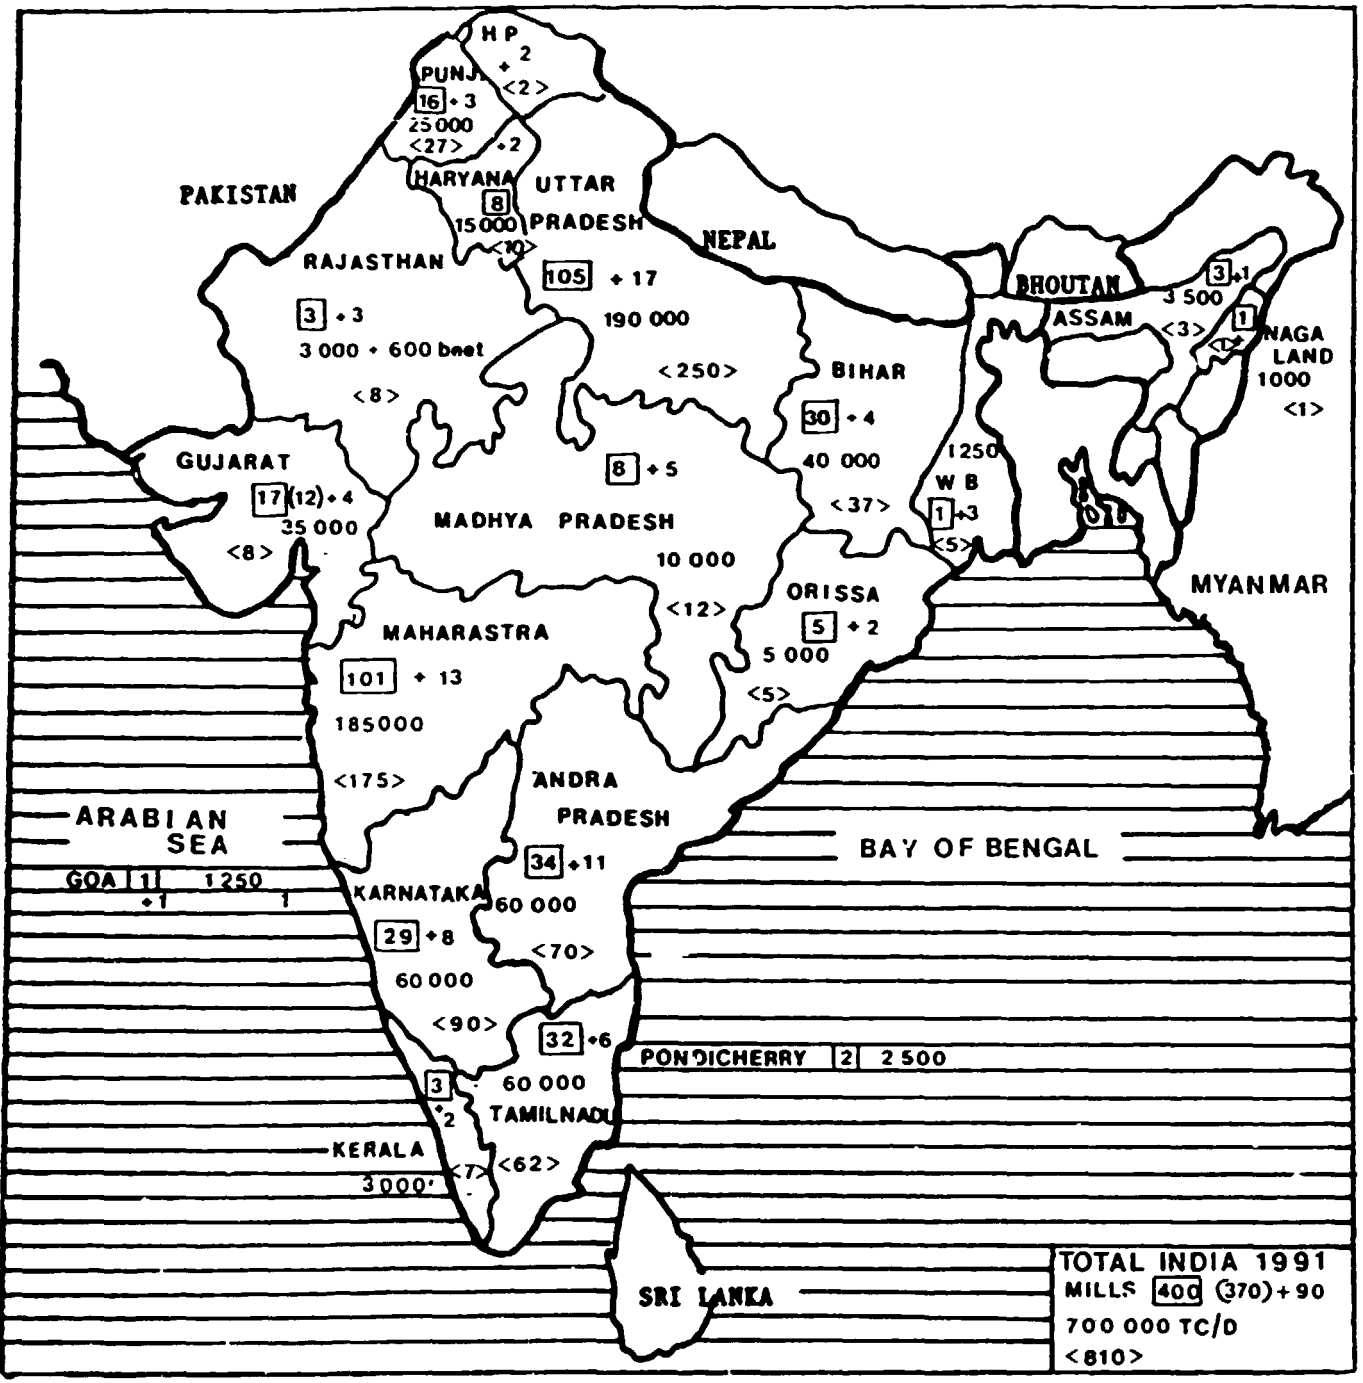 H P
+ 2
<2>
PUNJ.
16 + 3
25 000
<27>
+2
HARYANA
8
15 000
<10>
UTTAR
PRADESH
105 + 17
190 000
<250>
PAKISTAN
RAJASTHAN
3 + 3
3 000 + 600 bnet
<8>
NEPAL
BHOUTAN
ASSAM
3+1
3 500
<3>
1
NAGA
LAND
1000
<1>
BIHAR
30 + 4
40 000
<37>
1250
W B
1+3
<5>
GUJARAT
17 (12)+4
35 000
<8>
8 + 5
MADHYA PRADESH
10 000
<12>
ORISSA
5 + 2
5 000
<5>
MYANMAR
MAHARASTRA
101 + 13
185000
<175>
ANDRA
PRADESH
34 +11
60 000
<70>
ARABIAN
SEA
GOA 1 1250
+1 1
BAY OF BENGAL
KARNATAKA
29 +8
60 000
<90>
32 +6
60 000
TAMILNADU
<62>
PONDICHERRY 2 2 500
3
+2
KERALA
<7>
3000
SRI LANKA
TOTAL INDIA 1991
MILLS 400 (370)+90
700 000 TC/D
<810>